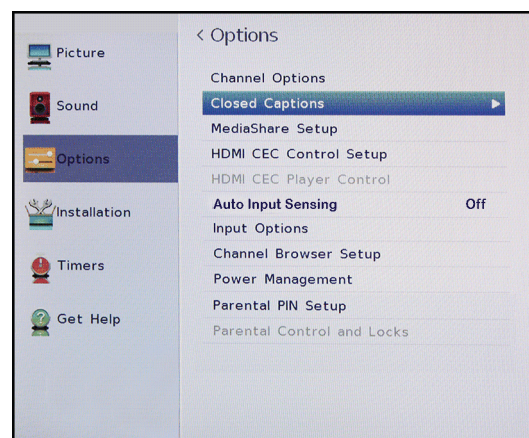 Picture
Sound
Options
Installation
Timers
Get Help
< Options
Channel Options
Closed Captions
MediaShare Setup
HDMI CEC Control Setup
HDMI CEC Player Control
Auto Input Sensing Off
Input Options
Channel Browser Setup
Power Management
Parental PIN Setup
Parental Control and Locks